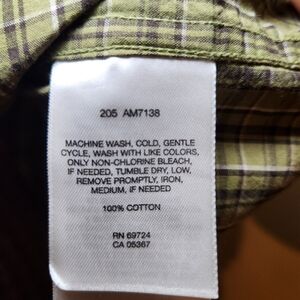 205 AM7138
MACHINE WASH, COLD, GENTLE
CYCLE, WASH WITH LIKE COLORS,
ONLY NON-CHLORINE BLEACH,
IF NEEDED, TUMBLE DRY, LOW,
REMOVE PROMPTLY, IRON,
MEDIUM, IF NEEDED
100% COTTON
RN 69724
CA 05367